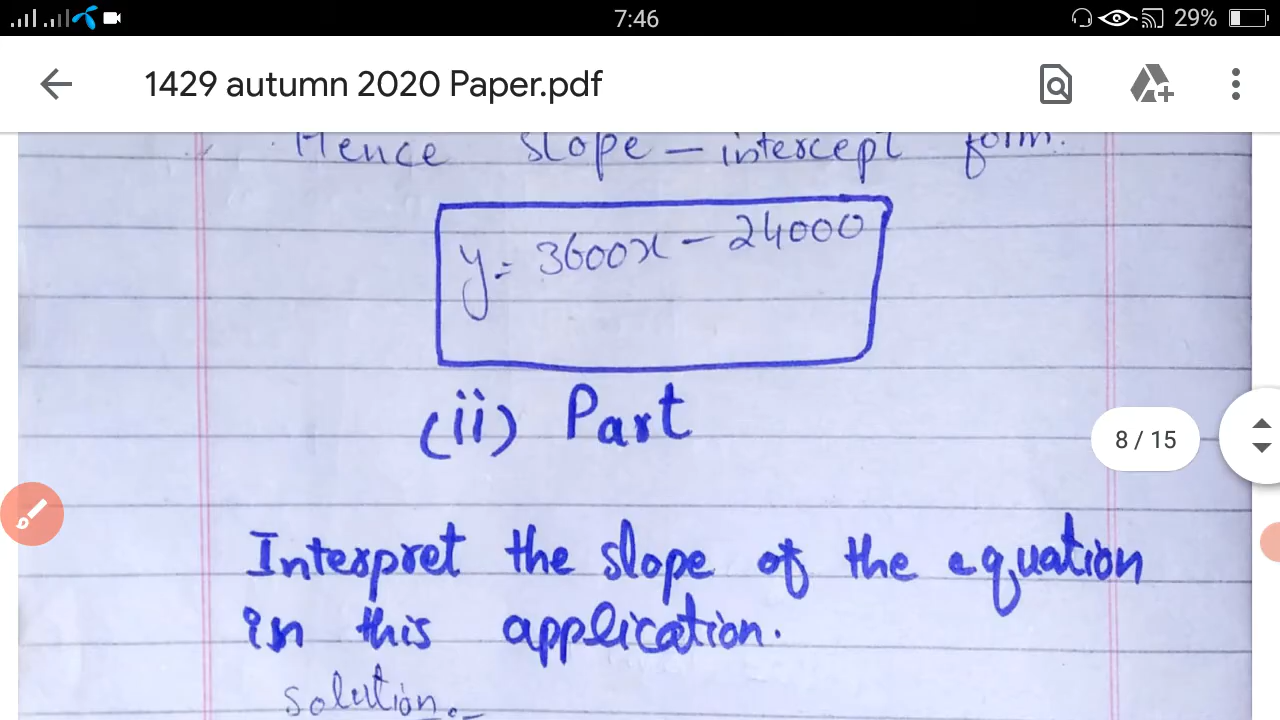 7:46
29%
1429 autumn 2020 Paper.pdf
Hence slope - intercept form.
y = 3600x - 24000
(ii) Part
8 / 15
Interpret the slope of the equation
in this application.
solution.